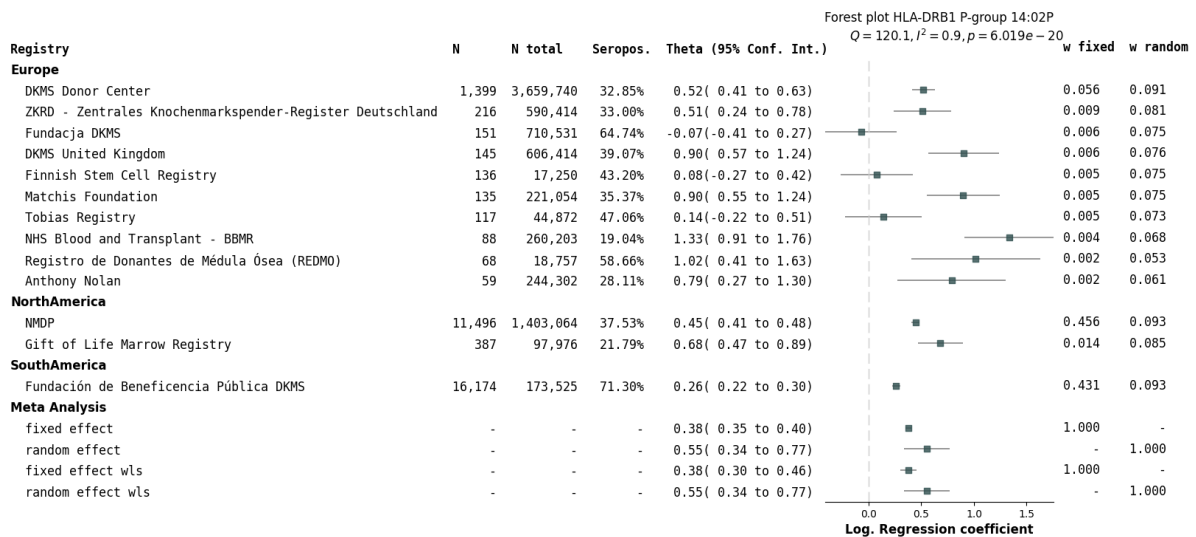 Forest plot HLA-DRB1 P-group 14:02P
Q = 120.1, I² = 0.9, p = 6.019e − 20
Registry N N total Seropos. Theta (95% Conf. Int.) w fixed w random
Europe
DKMS Donor Center 1,399 3,659,740 32.85% 0.52( 0.41 to 0.63) 0.056 0.091
ZKRD - Zentrales Knochenmarkspender-Register Deutschland 216 590,414 33.00% 0.51( 0.24 to 0.78) 0.009 0.081
Fundacja DKMS 151 710,531 64.74% -0.07(-0.41 to 0.27) 0.006 0.075
DKMS United Kingdom 145 606,414 39.07% 0.90( 0.57 to 1.24) 0.006 0.076
Finnish Stem Cell Registry 136 17,250 43.20% 0.08(-0.27 to 0.42) 0.005 0.075
Matchis Foundation 135 221,054 35.37% 0.90( 0.55 to 1.24) 0.005 0.075
Tobias Registry 117 44,872 47.06% 0.14(-0.22 to 0.51) 0.005 0.073
NHS Blood and Transplant - BBMR 88 260,203 19.04% 1.33( 0.91 to 1.76) 0.004 0.068
Registro de Donantes de Médula Ósea (REDMO) 68 18,757 58.66% 1.02( 0.41 to 1.63) 0.002 0.053
Anthony Nolan 59 244,302 28.11% 0.79( 0.27 to 1.30) 0.002 0.061
NorthAmerica
NMDP 11,496 1,403,064 37.53% 0.45( 0.41 to 0.48) 0.456 0.093
Gift of Life Marrow Registry 387 97,976 21.79% 0.68( 0.47 to 0.89) 0.014 0.085
SouthAmerica
Fundación de Beneficencia Pública DKMS 16,174 173,525 71.30% 0.26( 0.22 to 0.30) 0.431 0.093
Meta Analysis
fixed effect - - - 0.38( 0.35 to 0.40) 1.000 -
random effect - - - 0.55( 0.34 to 0.77) - 1.000
fixed effect wls - - - 0.38( 0.30 to 0.46) 1.000 -
random effect wls - - - 0.55( 0.34 to 0.77) - 1.000
0.0 0.5 1.0 1.5
Log. Regression coefficient